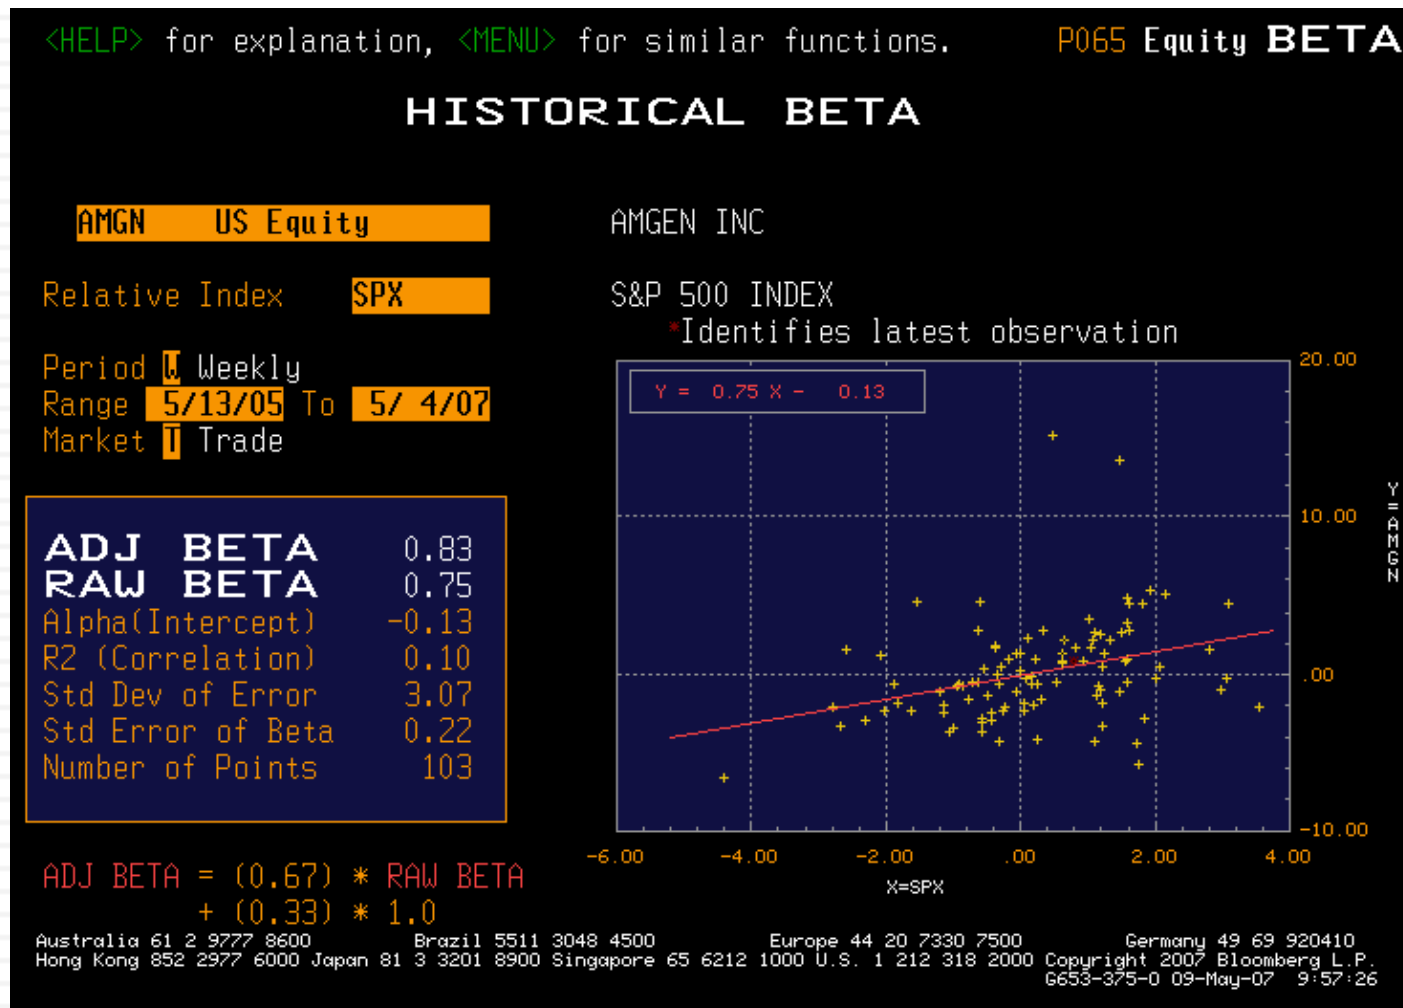 <HELP> for explanation, <MENU> for similar functions. P065 Equity BETA
HISTORICAL BETA
AMGN US Equity
AMGEN INC
Relative Index SPX
S&P 500 INDEX
*Identifies latest observation
Period W Weekly
Range 5/13/05 To 5/ 4/07
Market T Trade
Y = 0.75 X - 0.13
20.00
10.00
.00
-10.00
Y=AMGN
ADJ BETA 0.83
RAW BETA 0.75
Alpha(Intercept) -0.13
R2 (Correlation) 0.10
Std Dev of Error 3.07
Std Error of Beta 0.22
Number of Points 103
-6.00 -4.00 -2.00 .00 2.00 4.00
X=SPX
ADJ BETA = (0.67) * RAW BETA
+ (0.33) * 1.0
Australia 61 2 9777 8600 Brazil 5511 3048 4500 Europe 44 20 7330 7500 Germany 49 69 920410
Hong Kong 852 2977 6000 Japan 81 3 3201 8900 Singapore 65 6212 1000 U.S. 1 212 318 2000 Copyright 2007 Bloomberg L.P.
G653-375-0 09-May-07 9:57:26